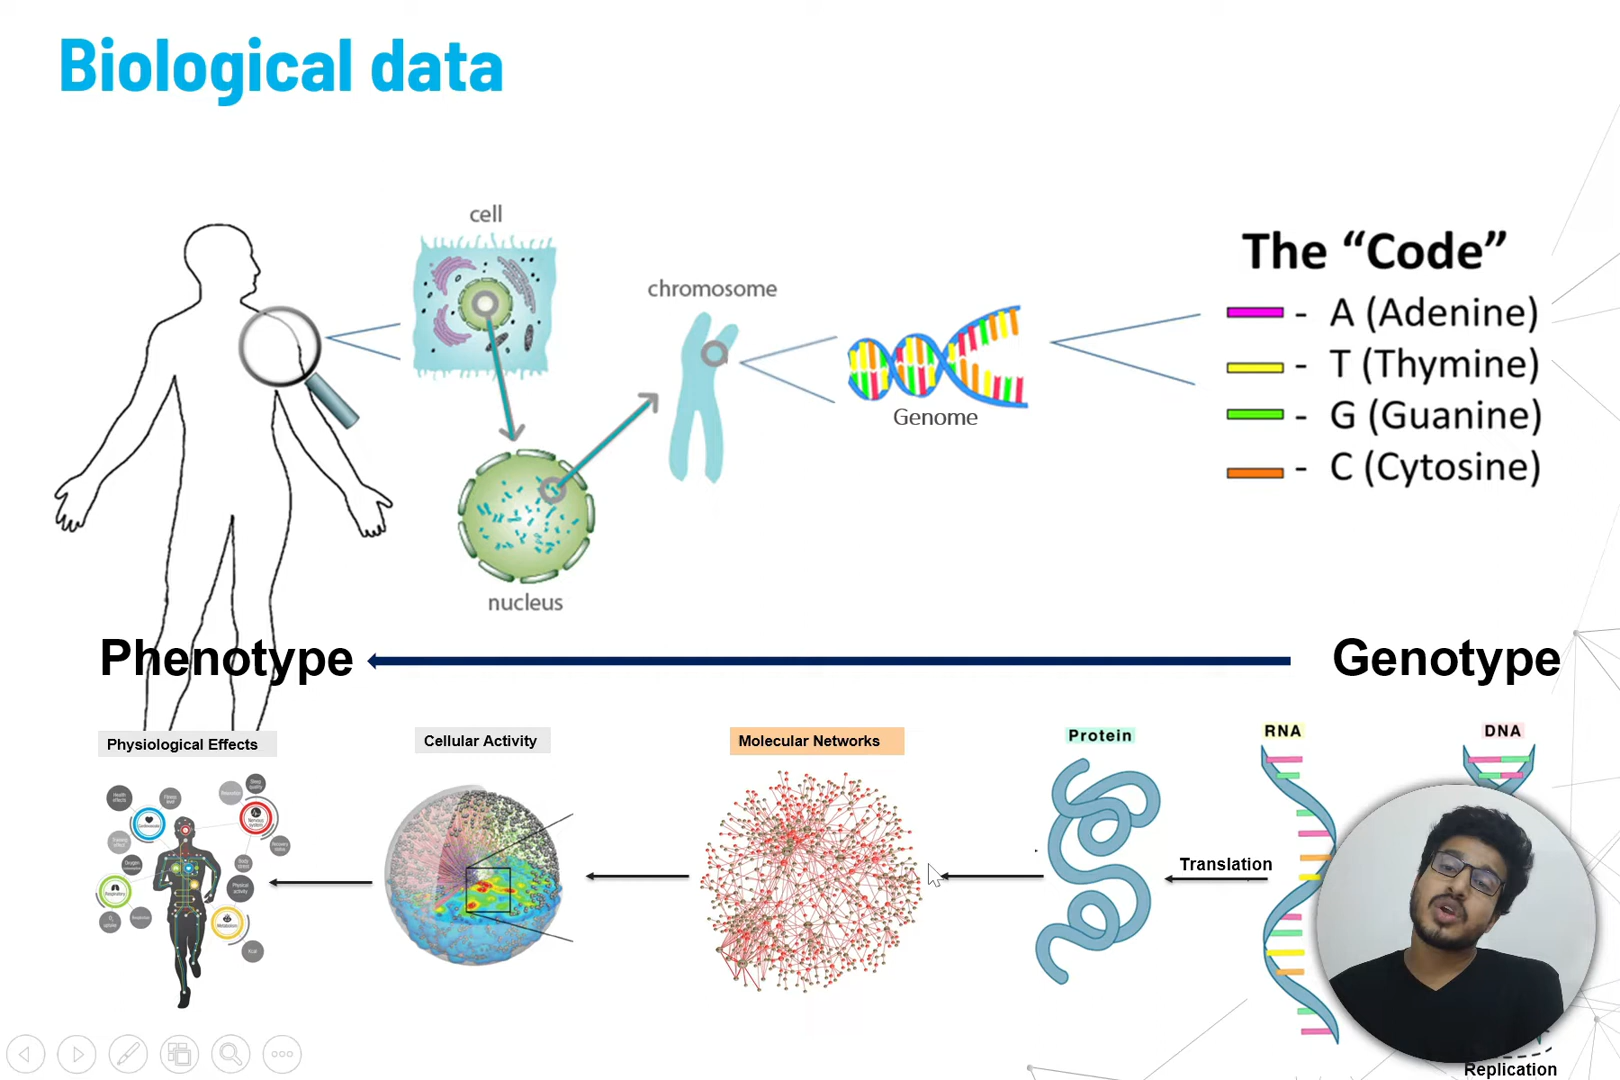 Biological data
cell
chromosome
Genome
nucleus
The “Code”
- A (Adenine)
- T (Thymine)
- G (Guanine)
- C (Cytosine)
Phenotype
Genotype
Physiological Effects
Cellular Activity
Molecular Networks
Protein
RNA
DNA
Translation
Replication